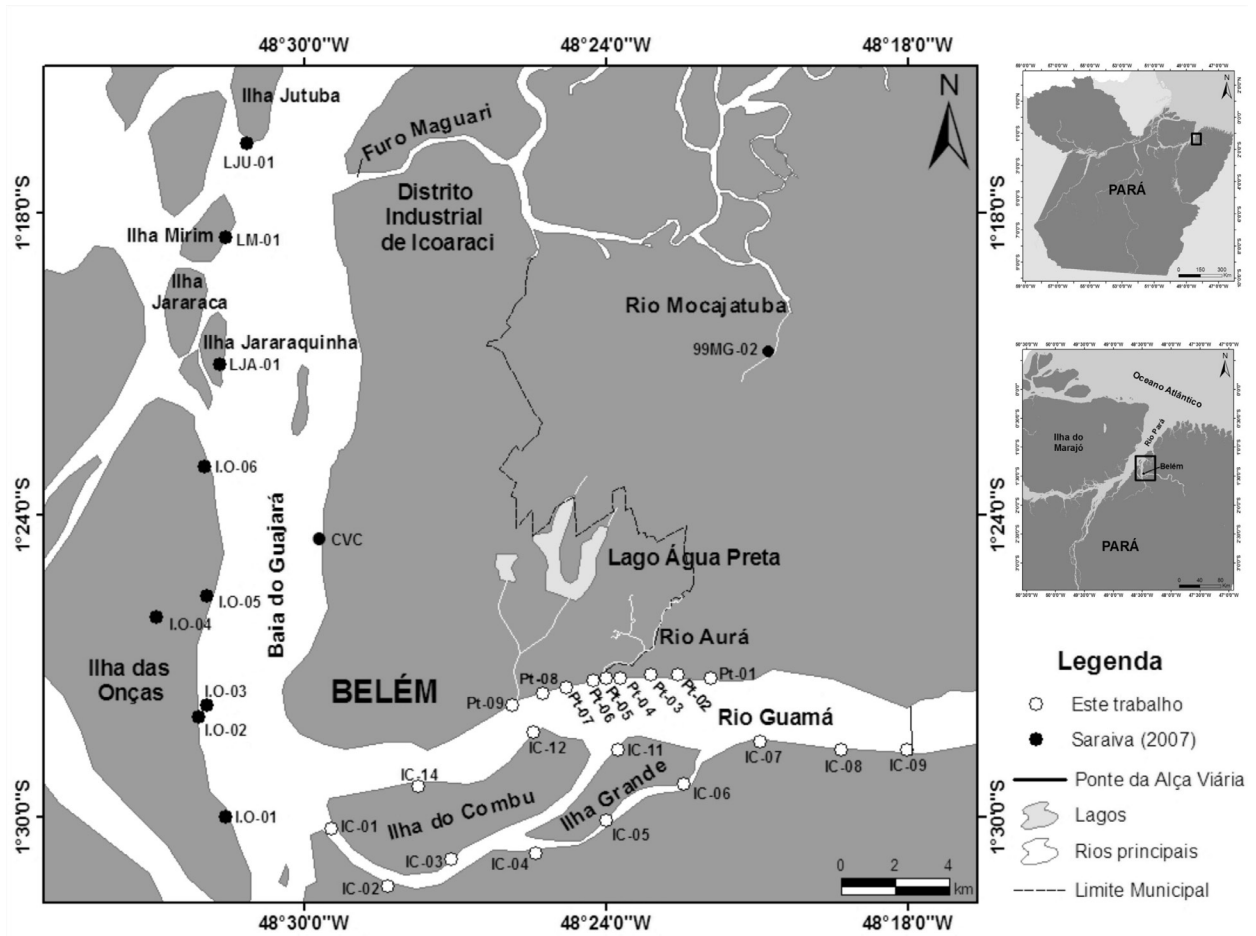 48°30'0"W
48°24'0"W
48°18'0"W
1°18'0"S
1°24'0"S
1°30'0"S
1°18'0"S
1°24'0"S
1°30'0"S
48°30'0"W
48°24'0"W
48°18'0"W
N
Ilha Jutuba
LJU-01
Furo Maguari
Distrito
Industrial
de Icoaraci
Ilha Mirim
LM-01
Ilha
Jararaca
Ilha Jararaquinha
LJA-01
Rio Mocajatuba
99MG-02
I.O-06
Baia do Guajará
CVC
Lago Água Preta
I.O-05
I.O-04
Rio Aurá
Ilha das
Onças
I.O-03
I.O-02
BELÉM
Pt-09
Pt-08
Pt-07
Pt-06
Pt-05
Pt-04
Pt-03
Pt-02
Pt-01
Rio Guamá
IC-12
IC-11
IC-07
IC-08
IC-09
IC-14
Ilha do Combu
Ilha Grande
IC-06
I.O-01
IC-01
IC-05
IC-03
IC-04
IC-02
0 2 4
km
N
PARÁ
0 150 300
Km
N
Oceano Atlântico
Ilha do
Marajó
Rio Pará
Belém
PARÁ
0 40 80
Legenda
Este trabalho
Saraiva (2007)
Ponte da Alça Viária
Lagos
Rios principais
Limite Municipal